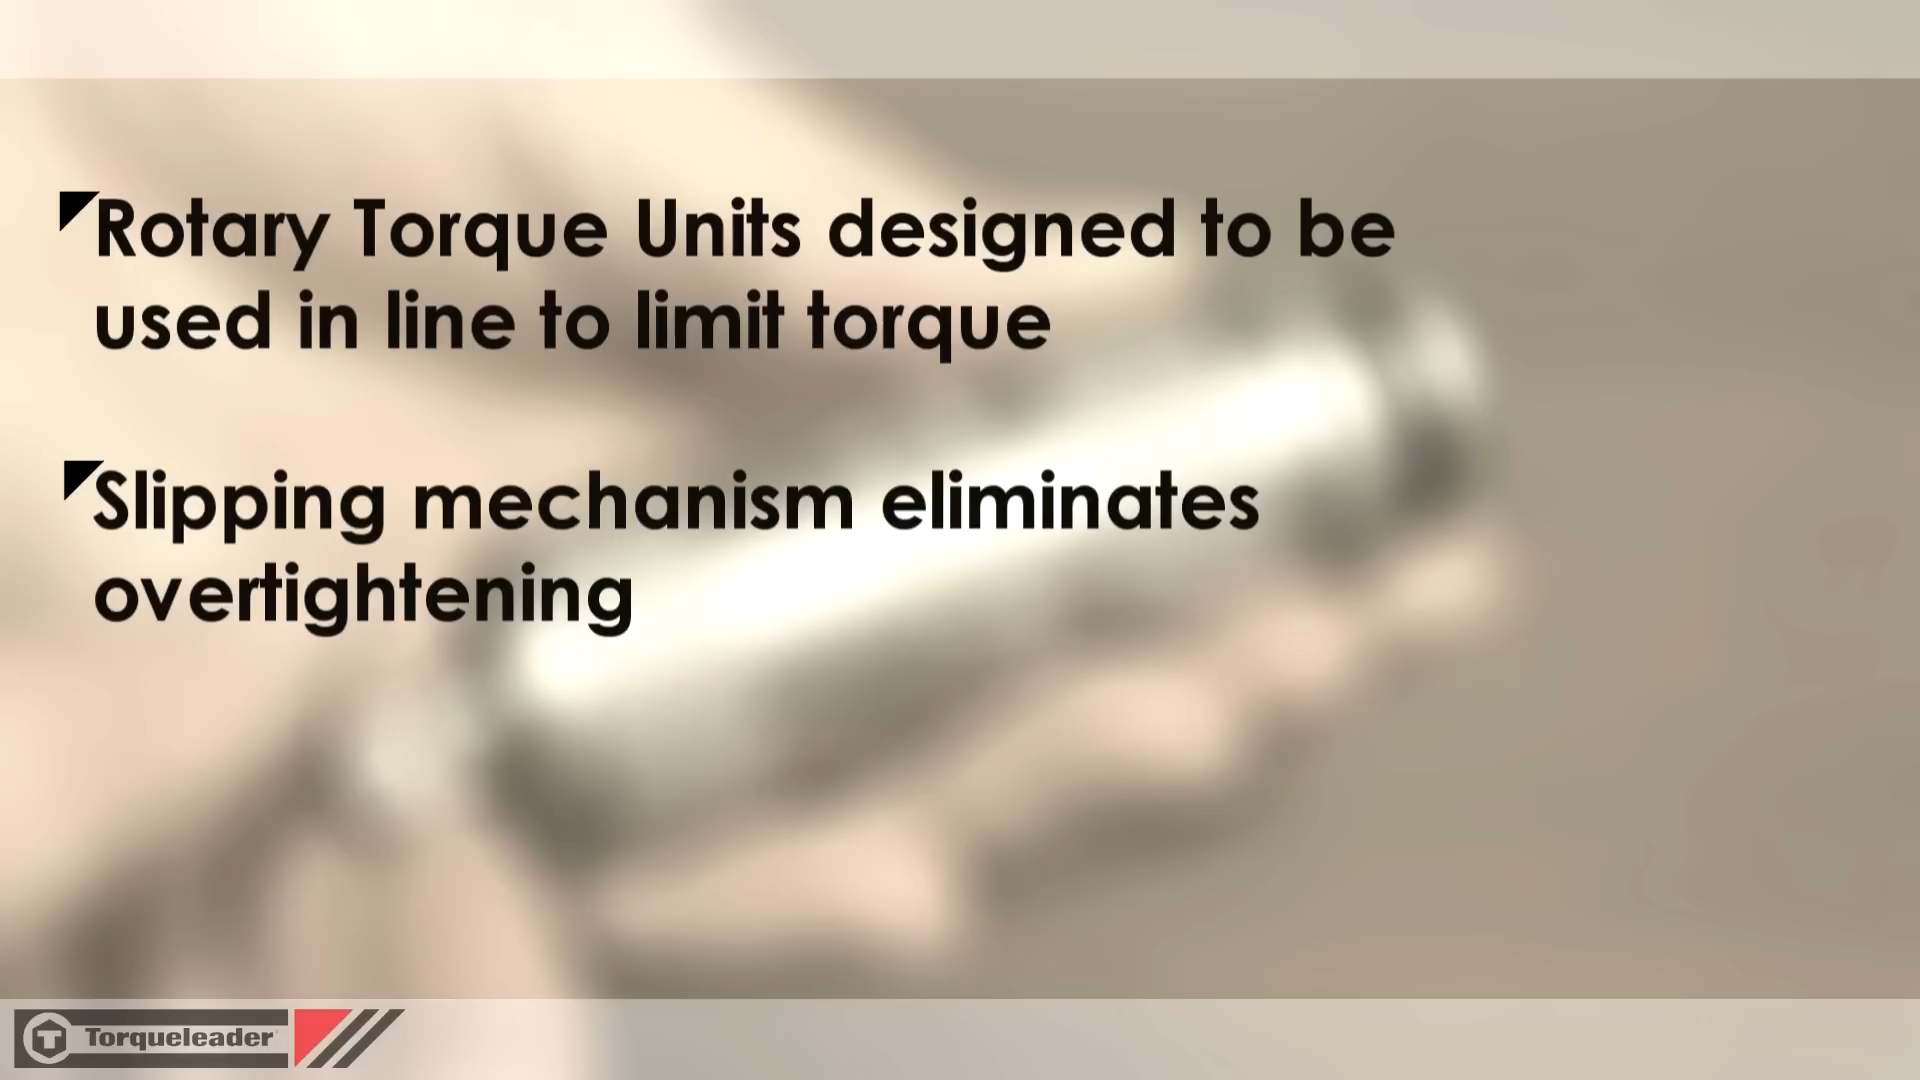 Rotary Torque Units designed to be
used in line to limit torque
Slipping mechanism eliminates
overtightening
Torqueleader